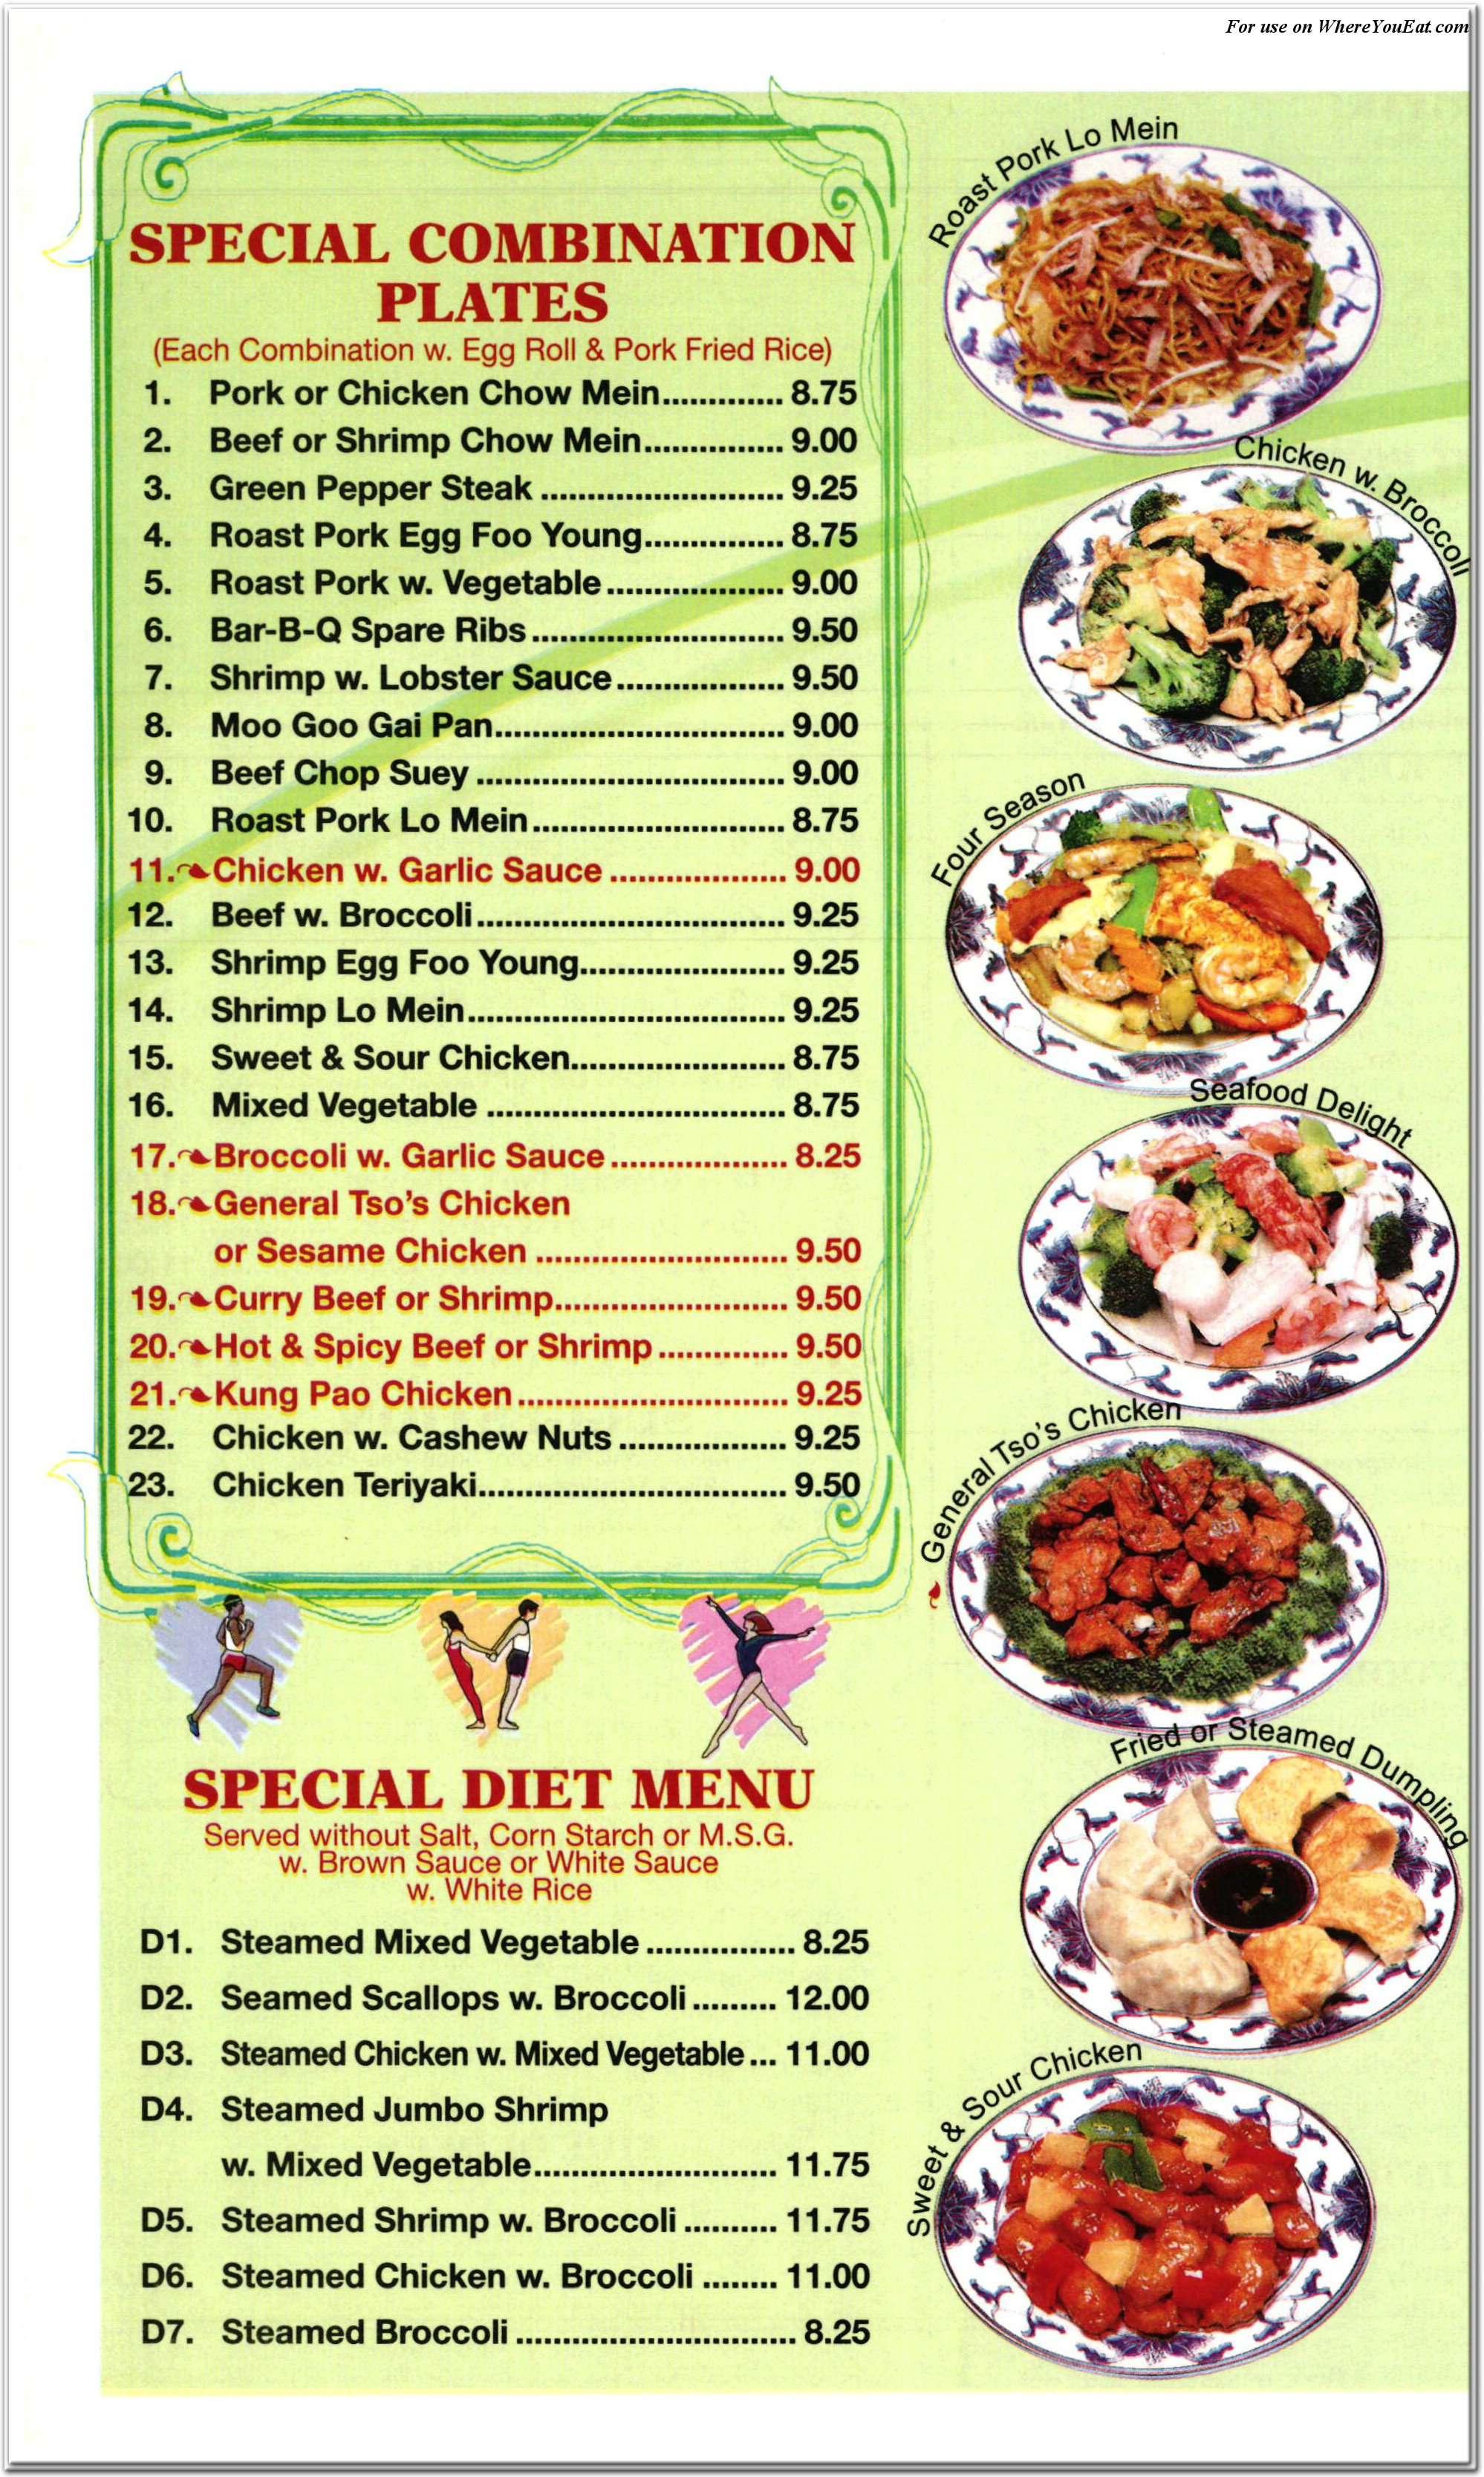 For use on WhereYouEat.com
SPECIAL COMBINATION
PLATES
(Each Combination w. Egg Roll & Pork Fried Rice)
1. Pork or Chicken Chow Mein............. 8.75
2. Beef or Shrimp Chow Mein............... 9.00
3. Green Pepper Steak .......................... 9.25
4. Roast Pork Egg Foo Young............... 8.75
5. Roast Pork w. Vegetable ................... 9.00
6. Bar-B-Q Spare Ribs ........................... 9.50
7. Shrimp w. Lobster Sauce .................. 9.50
8. Moo Goo Gai Pan............................... 9.00
9. Beef Chop Suey ................................. 9.00
10. Roast Pork Lo Mein ........................... 8.75
11. Chicken w. Garlic Sauce ................... 9.00
12. Beef w. Broccoli ................................. 9.25
13. Shrimp Egg Foo Young...................... 9.25
14. Shrimp Lo Mein .................................. 9.25
15. Sweet & Sour Chicken....................... 8.75
16. Mixed Vegetable ................................ 8.75
17. Broccoli w. Garlic Sauce ................... 8.25
18. General Tso's Chicken
or Sesame Chicken ........................... 9.50
19. Curry Beef or Shrimp......................... 9.50
20. Hot & Spicy Beef or Shrimp .............. 9.50
21. Kung Pao Chicken ............................. 9.25
22. Chicken w. Cashew Nuts .................. 9.25
23. Chicken Teriyaki................................. 9.50
SPECIAL DIET MENU
Served without Salt, Corn Starch or M.S.G.
w. Brown Sauce or White Sauce
w. White Rice
D1. Steamed Mixed Vegetable ................ 8.25
D2. Seamed Scallops w. Broccoli ......... 12.00
D3. Steamed Chicken w. Mixed Vegetable ... 11.00
D4. Steamed Jumbo Shrimp
w. Mixed Vegetable.......................... 11.75
D5. Steamed Shrimp w. Broccoli .......... 11.75
D6. Steamed Chicken w. Broccoli ........ 11.00
D7. Steamed Broccoli .............................. 8.25
Roast Pork Lo Mein
Chicken w. Broccoli
Four Season
Seafood Delight
General Tso's Chicken
Fried or Steamed Dumpling
Sweet & Sour Chicken